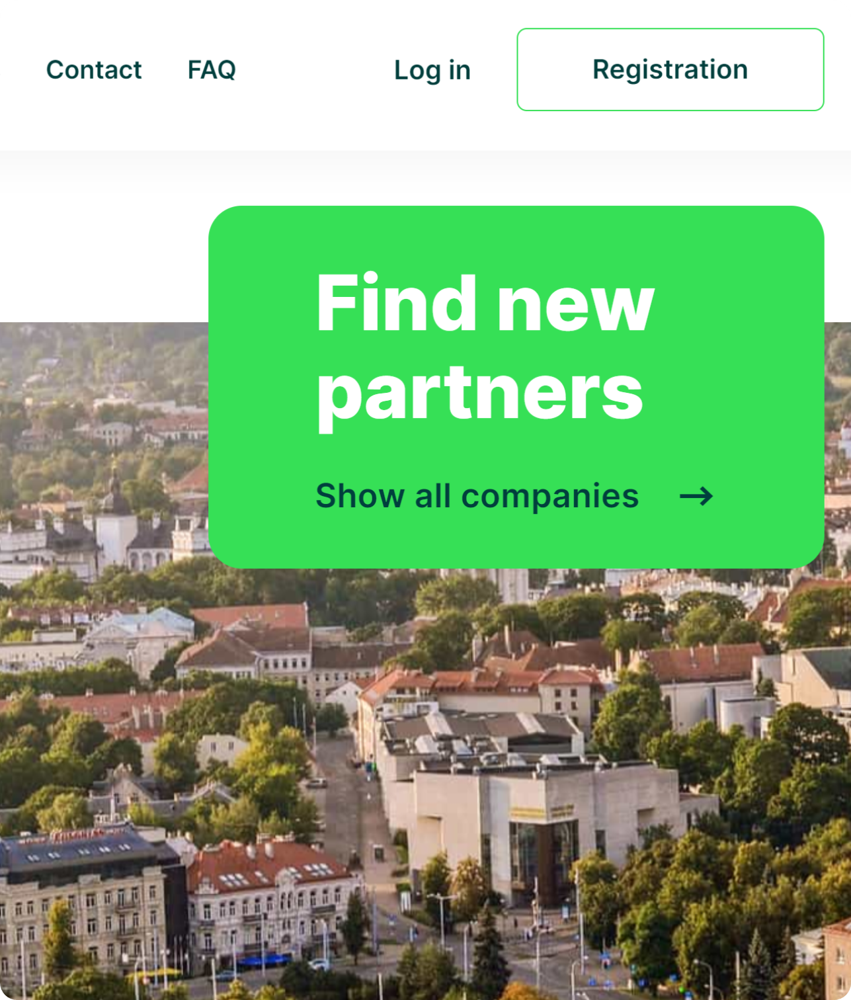 Contact FAQ Log in Registration
Find new
partners
Show all companies →